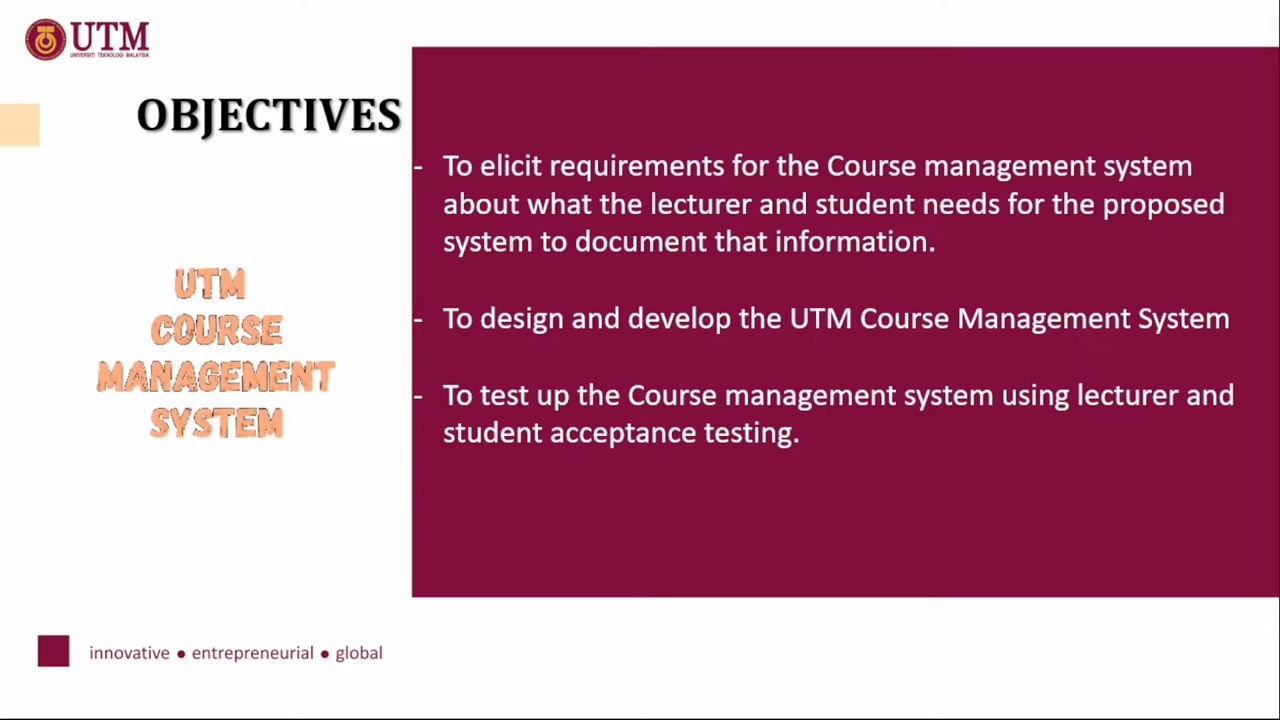 UTM
UNIVERSITI TEKNOLOGI MALAYSIA
OBJECTIVES
UTM
COURSE
MANAGEMENT
SYSTEM
- To elicit requirements for the Course management system
about what the lecturer and student needs for the proposed
system to document that information.
- To design and develop the UTM Course Management System
- To test up the Course management system using lecturer and
student acceptance testing.
innovative ● entrepreneurial ● global